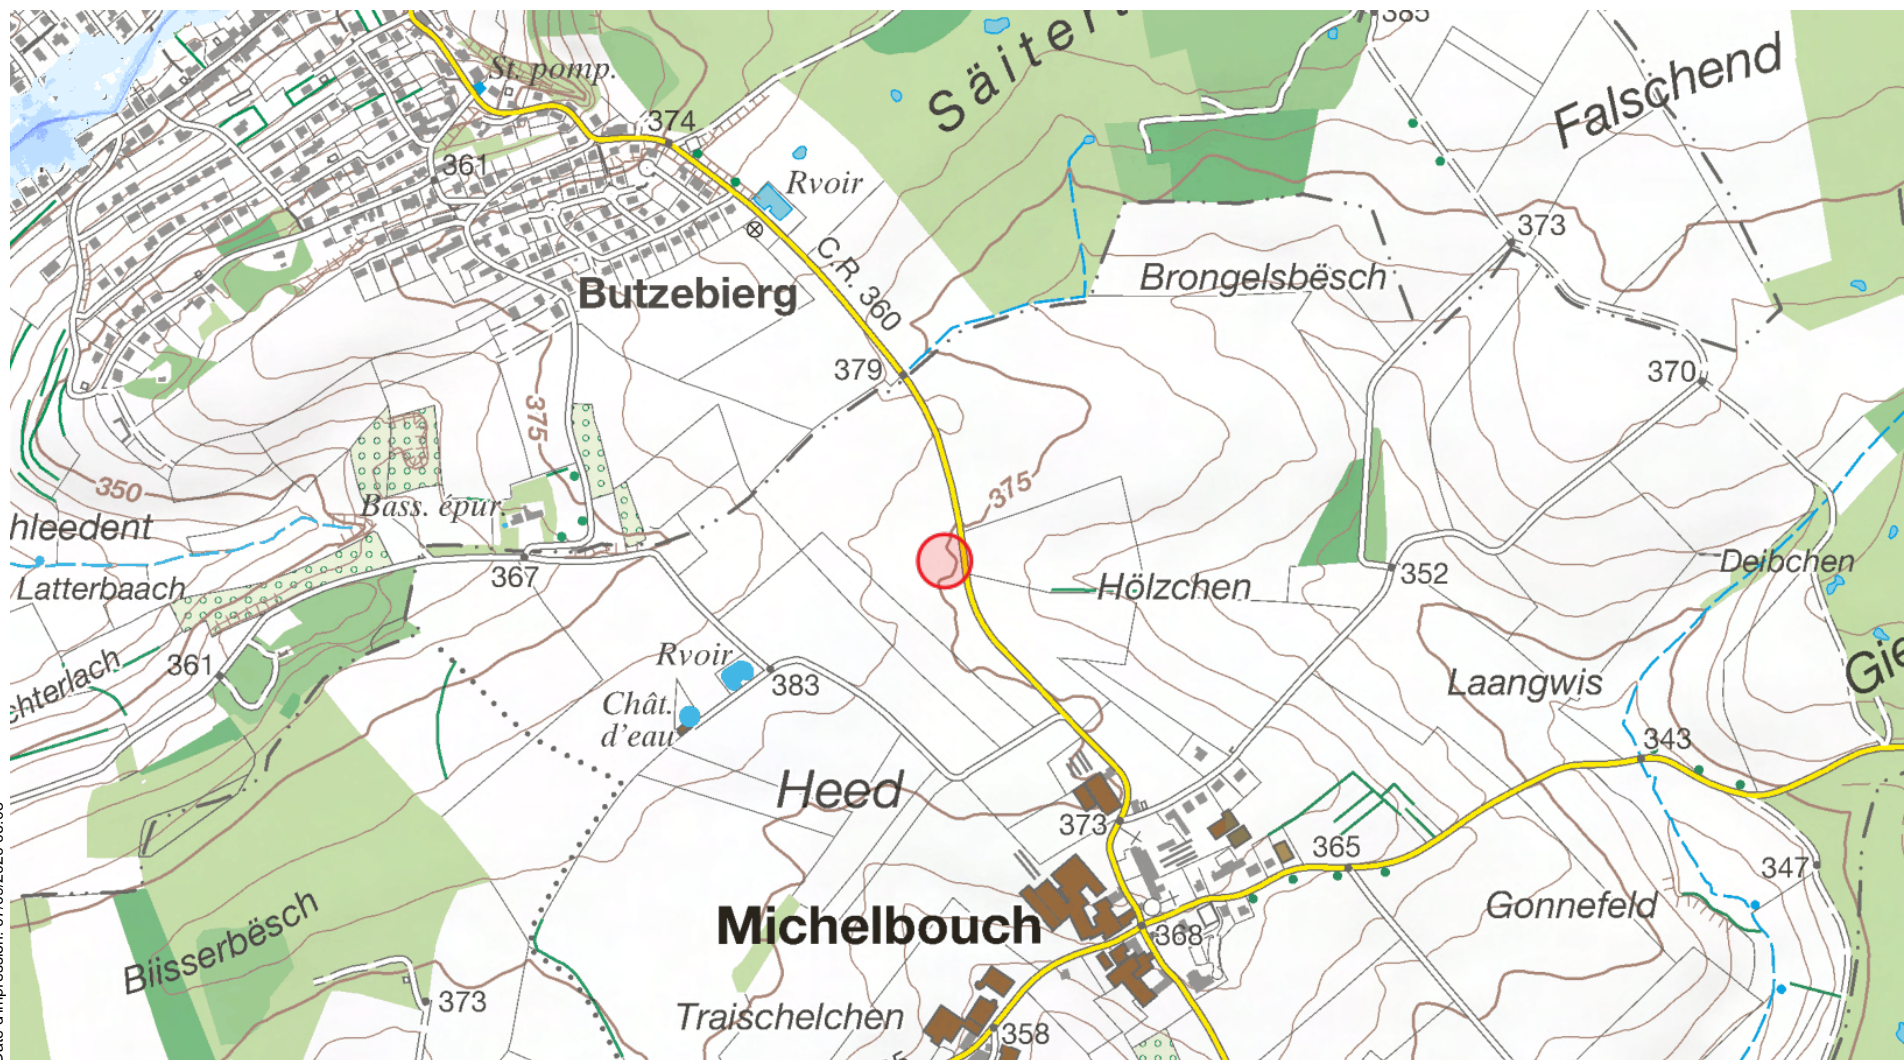 385
Säiter
Falschend
St. pomp.
374
361
Rvoir
373
C.R. 360
Butzebierg
Brongelsbësch
379
370
375
375
350
Bass. épur.
hleedent
Latterbaach
367
Hölzchen
352
Deibchen
chterlach
361
Rvoir
383
Laangwis
Gie
Chât.
d'eau
343
Heed
373
365
347
Michelbouch
368
Gonnefeld
Biisserbësch
373
Traischelchen
358